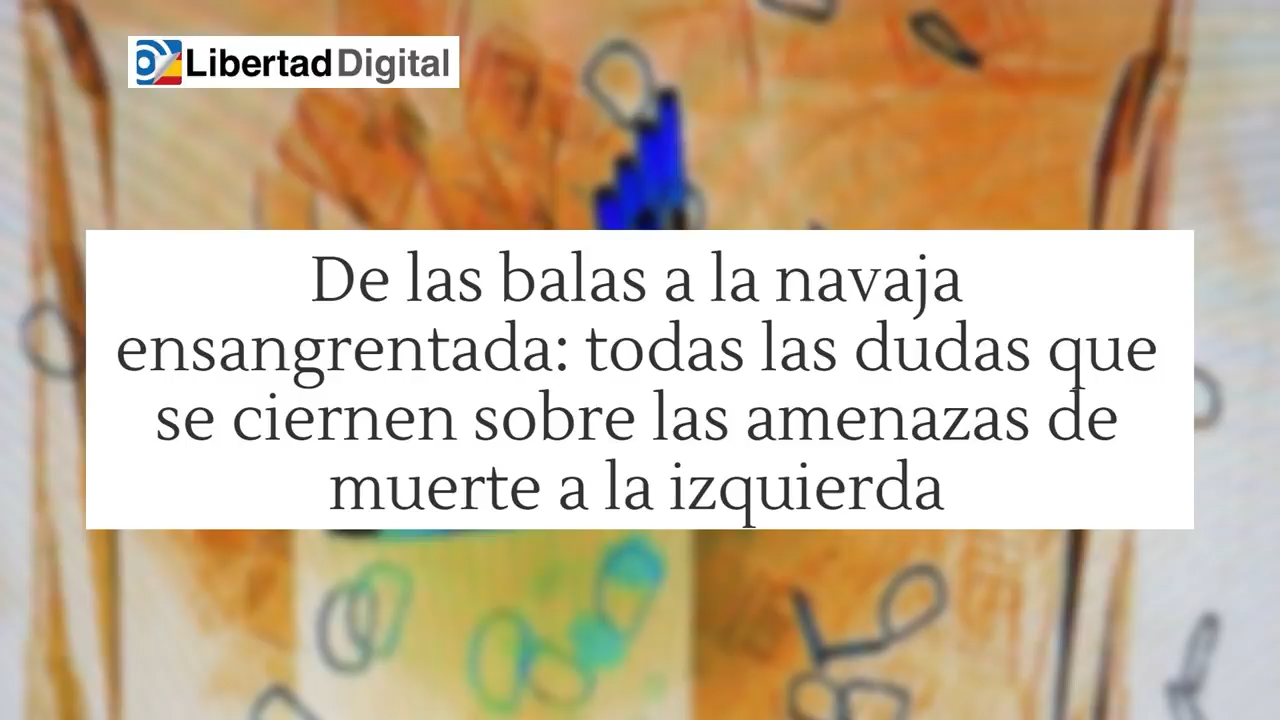 Libertad Digital
De las balas a la navaja
ensangrentada: todas las dudas que
se ciernen sobre las amenazas de
muerte a la izquierda